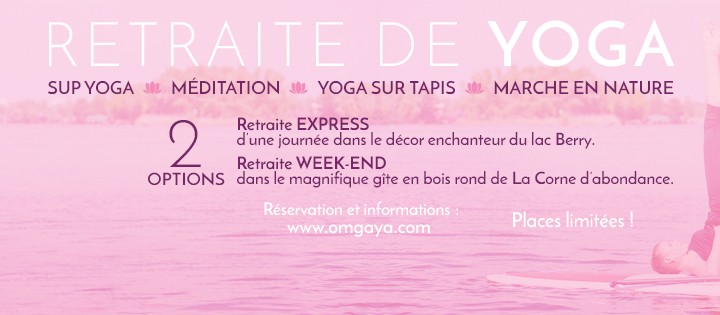 RETRAITE DE YOGA
SUP YOGA MÉDITATION YOGA SUR TAPIS MARCHE EN NATURE
2 OPTIONS
Retraite EXPRESS
d'une journée dans le décor enchanteur du lac Berry.
Retraite WEEK-END
dans le magnifique gîte en bois rond de La Corne d'abondance.
Réservation et informations :
www.omgaya.com
Places limitées !